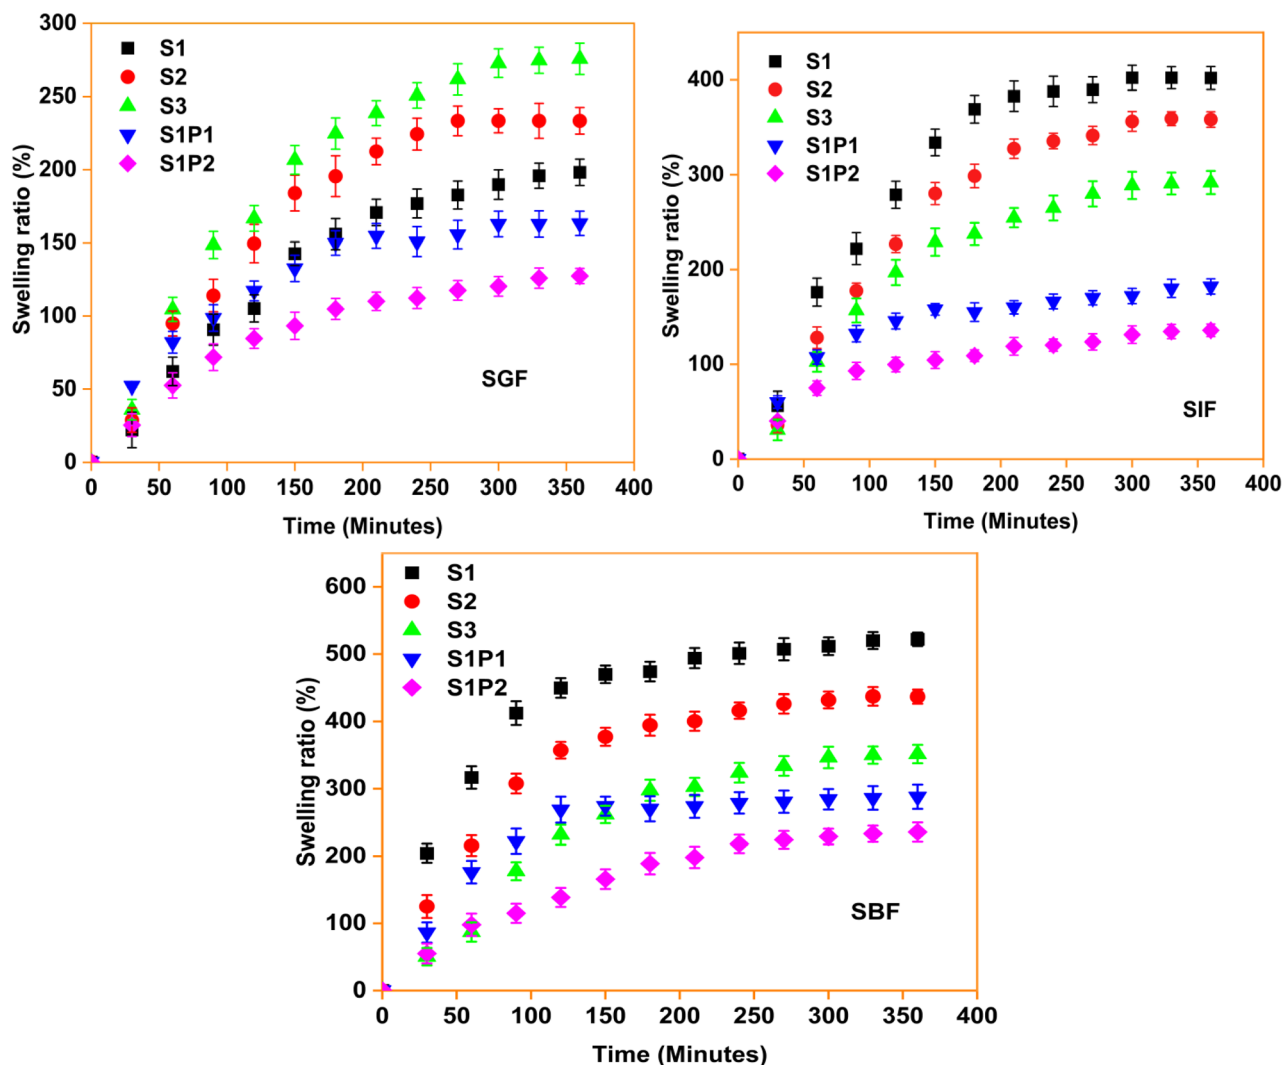 Swelling ratio (%)
300
250
200
150
100
50
0
S1
S2
S3
S1P1
S1P2
SGF
0 50 100 150 200 250 300 350 400
Time (Minutes)
Swelling ratio (%)
400
300
200
100
0
S1
S2
S3
S1P1
S1P2
SIF
0 50 100 150 200 250 300 350 400
Time (Minutes)
Swelling ratio (%)
600
500
400
300
200
100
0
S1
S2
S3
S1P1
S1P2
SBF
0 50 100 150 200 250 300 350 400
Time (Minutes)